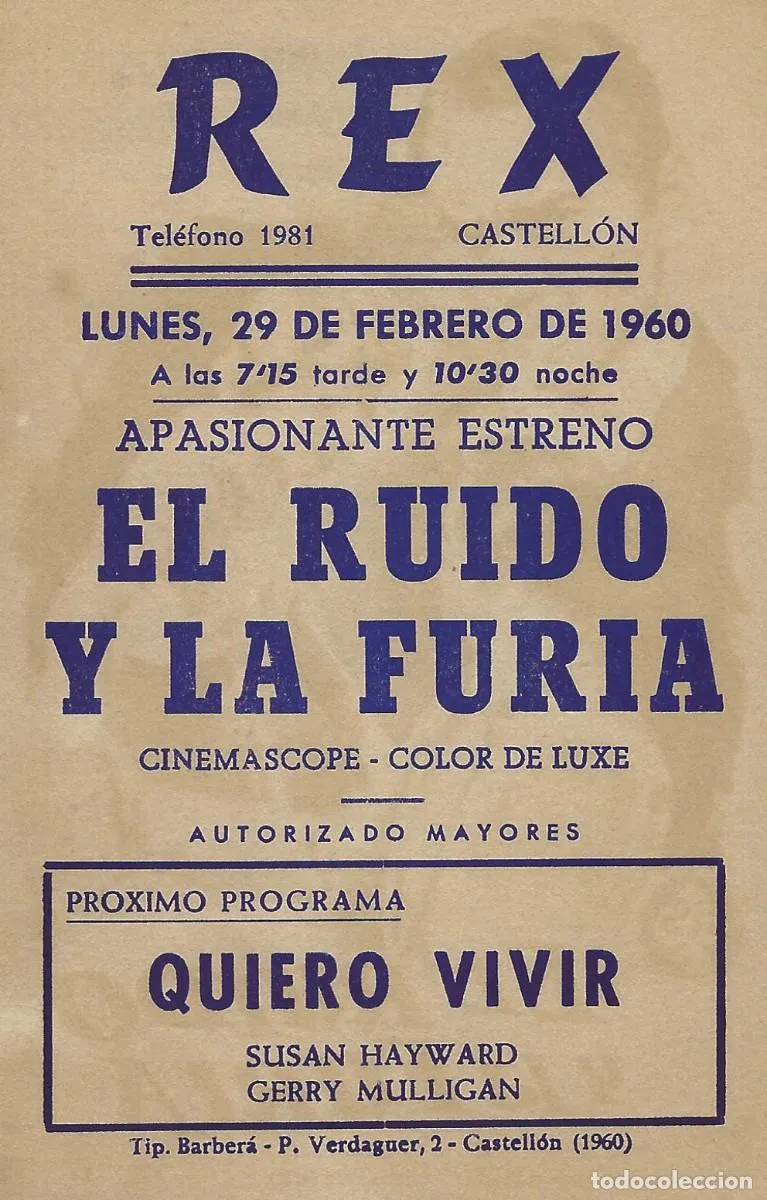 REX
Teléfono 1981 CASTELLÓN
LUNES, 29 DE FEBRERO DE 1960
A las 7'15 tarde y 10'30 noche
APASIONANTE ESTRENO
EL RUIDO
Y LA FURIA
CINEMASCOPE - COLOR DE LUXE
AUTORIZADO MAYORES
PROXIMO PROGRAMA
QUIERO VIVIR
SUSAN HAYWARD
GERRY MULLIGAN
Tip. Barberá - P. Verdaguer, 2 - Castellón (1960)
todocoleccion